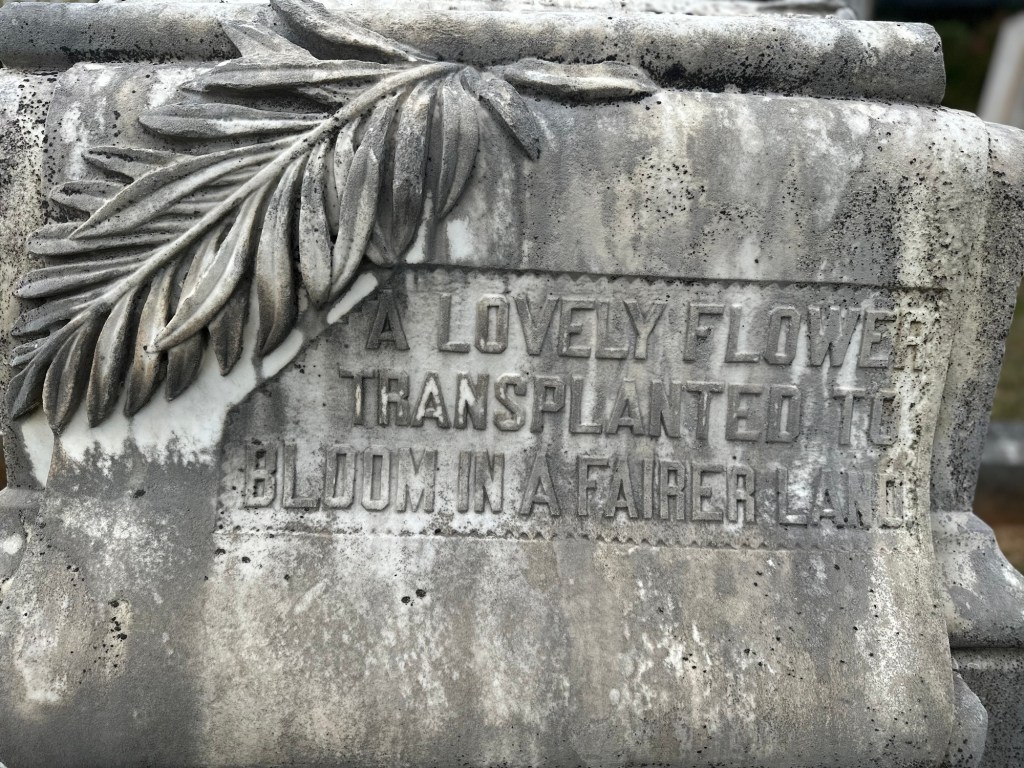 A LOVELY FLOWER
TRANSPLANTED TO
BLOOM IN A FAIRER LAND